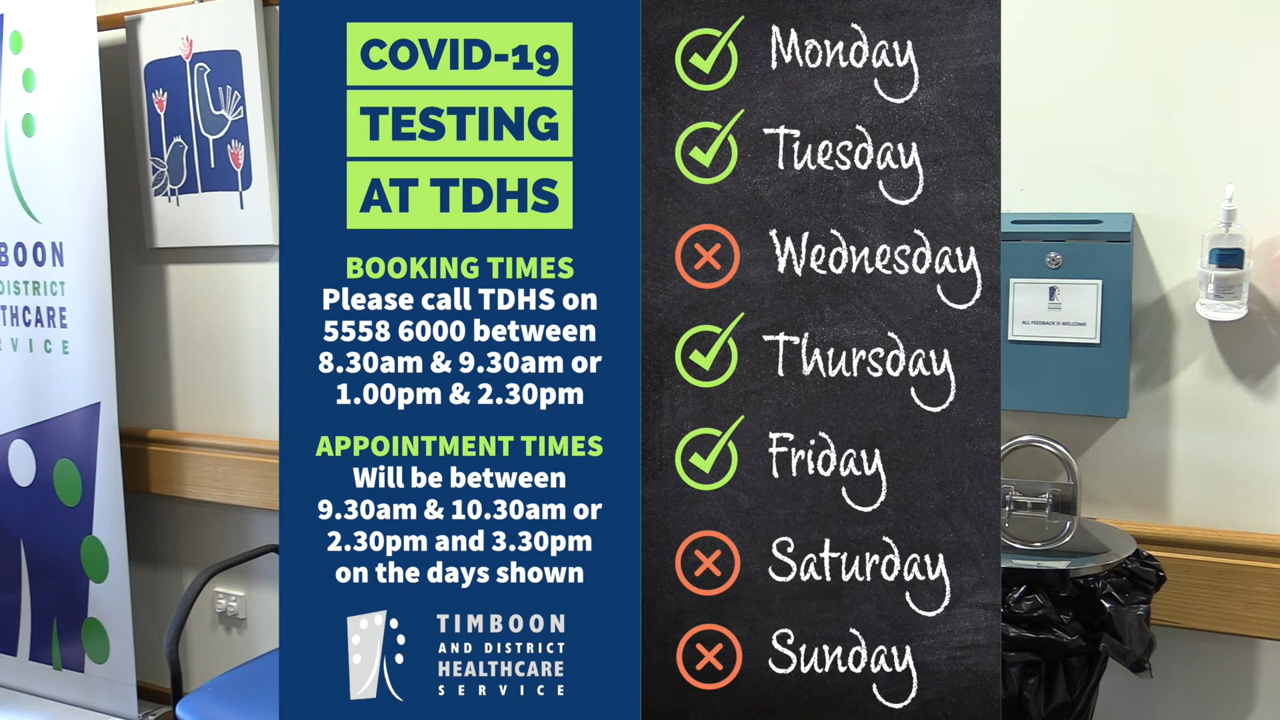 BOON
DISTRICT
THCARE
VICE
COVID-19
TESTING
AT TDHS
BOOKING TIMES
Please call TDHS on
5558 6000 between
8.30am & 9.30am or
1.00pm & 2.30pm
APPOINTMENT TIMES
Will be between
9.30am & 10.30am or
2.30pm and 3.30pm
on the days shown
TIMBOON
AND DISTRICT
HEALTHCARE
SERVICE
Monday
Tuesday
Wednesday
Thursday
Friday
Saturday
Sunday
ALL FEEDBACK IS WELCOME